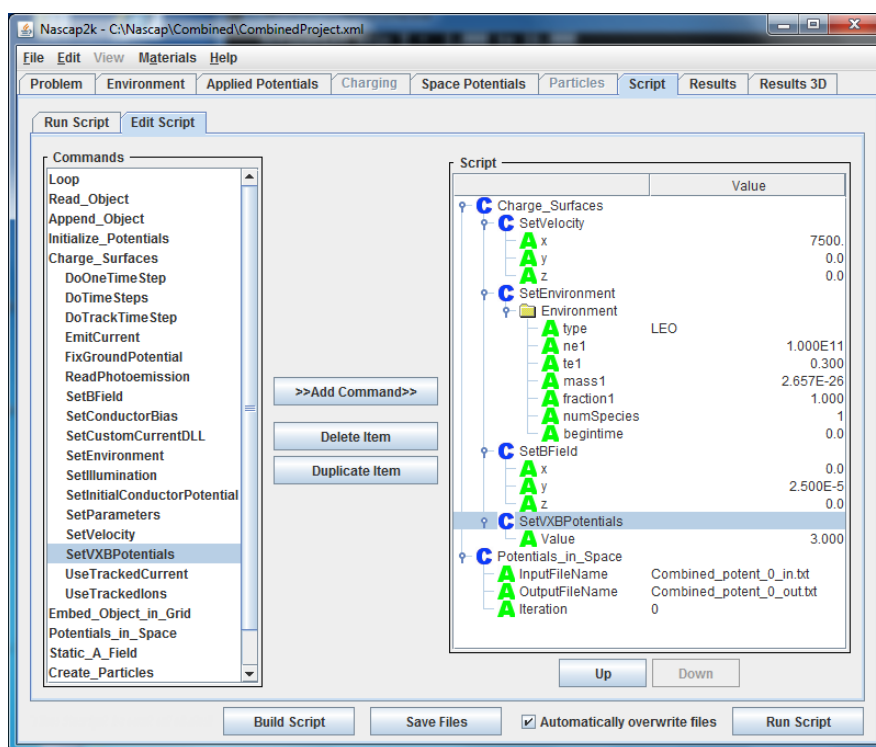 Nascap2k - C:\Nascap\Combined\CombinedProject.xml
File Edit View Materials Help
Problem Environment Applied Potentials Charging Space Potentials Particles Script Results Results 3D
Run Script Edit Script
Commands
Loop
Read_Object
Append_Object
Initialize_Potentials
Charge_Surfaces
DoOneTimeStep
DoTimeSteps
DoTrackTimeStep
EmitCurrent
FixGroundPotential
ReadPhotoemission
SetBField
SetConductorBias
SetCustomCurrentDLL
SetEnvironment
SetIllumination
SetInitialConductorPotential
SetParameters
SetVelocity
SetVXBPotentials
UseTrackedCurrent
UseTrackedIons
Embed_Object_in_Grid
Potentials_in_Space
Static_A_Field
Create_Particles
>>Add Command>>
Delete Item
Duplicate Item
Script
Value
C Charge_Surfaces
C SetVelocity
A x 7500.
A y 0.0
A z 0.0
C SetEnvironment
Environment
A type LEO
A ne1 1.000E11
A te1 0.300
A mass1 2.657E-26
A fraction1 1.000
A numSpecies 1
A begintime 0.0
C SetBField
A x 0.0
A y 2.500E-5
A z 0.0
C SetVXBPotentials
A Value 3.000
C Potentials_in_Space
A InputFileName Combined_potent_0_in.txt
A OutputFileName Combined_potent_0_out.txt
A Iteration 0
Up Down
Build Script Save Files Automatically overwrite files Run Script